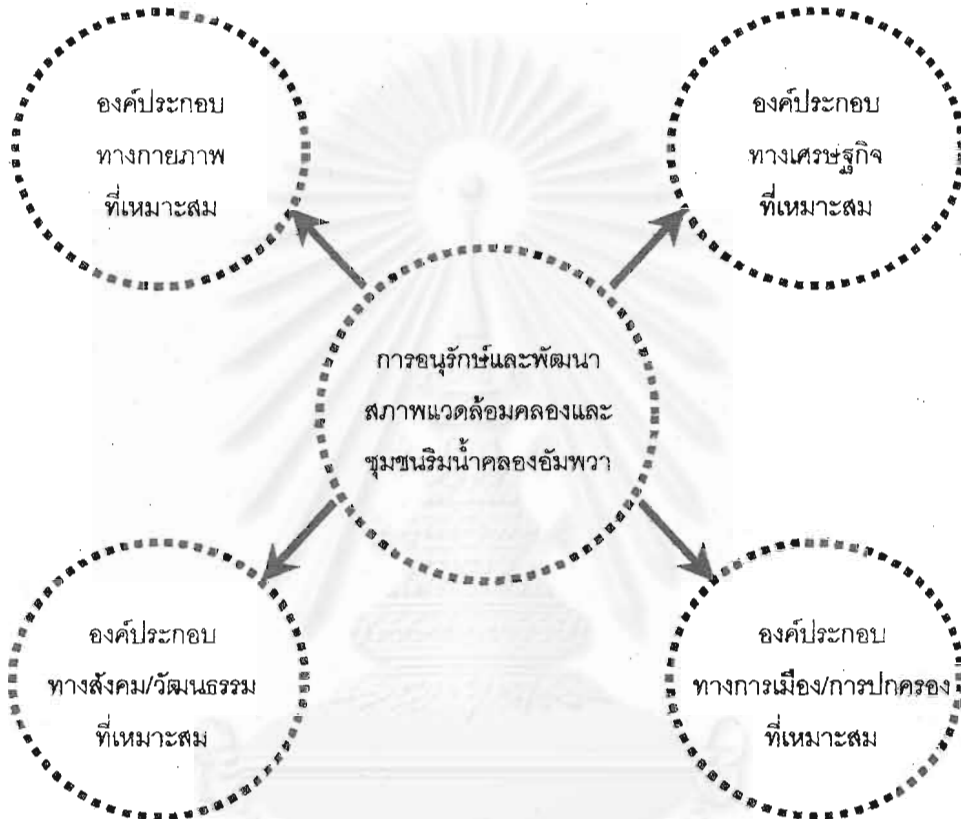 องค์ประกอบ
ทางกายภาพ
ที่เหมาะสม
องค์ประกอบ
ทางเศรษฐกิจ
ที่เหมาะสม
การอนุรักษ์และพัฒนา
สภาพแวดล้อมคลองและ
ชุมชนริมน้ำคลองอัมพวา
องค์ประกอบ
ทางสังคม/วัฒนธรรม
ที่เหมาะสม
องค์ประกอบ
ทางการเมือง/การปกครอง
ที่เหมาะสม